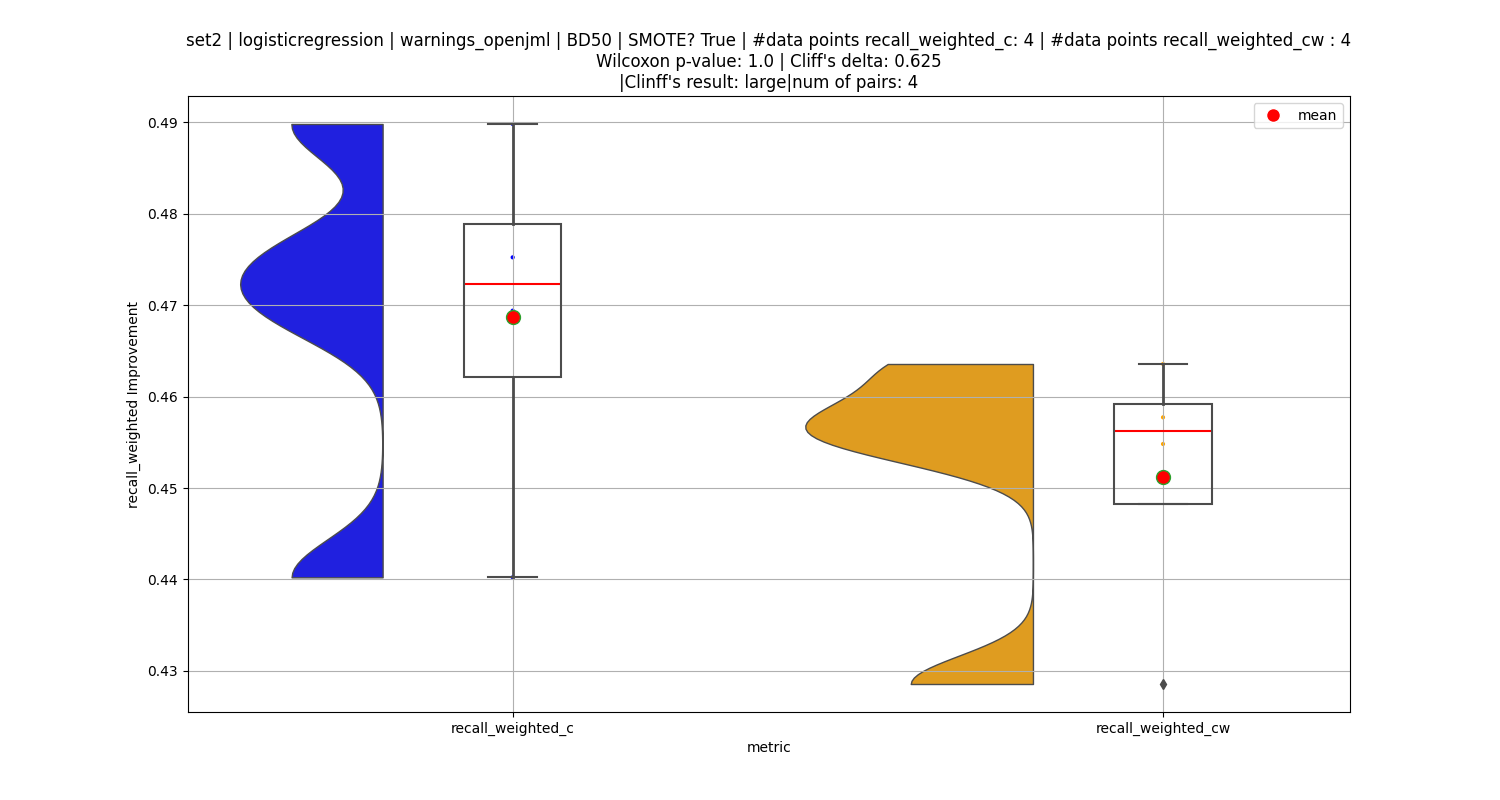 set2 | logisticregression | warnings_openjml | BD50 | SMOTE? True | #data points recall_weighted_c: 4 | #data points recall_weighted_cw : 4
Wilcoxon p-value: 1.0 | Cliff's delta: 0.625
|Clinff's result: large|num of pairs: 4
mean
0.49
0.48
0.47
0.46
0.45
0.44
0.43
recall_weighted Improvement
recall_weighted_c
recall_weighted_cw
metric